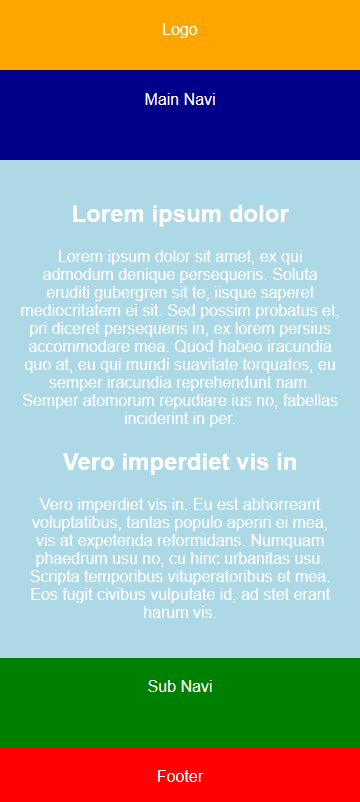 Logo
Main Navi
Lorem ipsum dolor
Lorem ipsum dolor sit amet, ex qui
admodum denique persequeris. Soluta
eruditi gubergren sit te, iisque saperet
mediocritatem ei sit. Sed possim probatus et,
pri diceret persequeris in, ex lorem persius
accommodare mea. Quod habeo iracundia
quo at, eu qui mundi suavitate torquatos, eu
semper iracundia reprehendunt nam.
Semper atomorum repudiare ius no, fabellas
inciderint in per.
Vero imperdiet vis in
Vero imperdiet vis in. Eu est abhorreant
voluptatibus, tantas populo aperiri ei mea,
vis at expetenda reformidans. Numquam
phaedrum usu no, cu hinc urbanitas usu.
Scripta temporibus vituperatoribus et mea.
Eos fugit civibus vulputate id, ad stet erant
harum vis.
Sub Navi
Footer